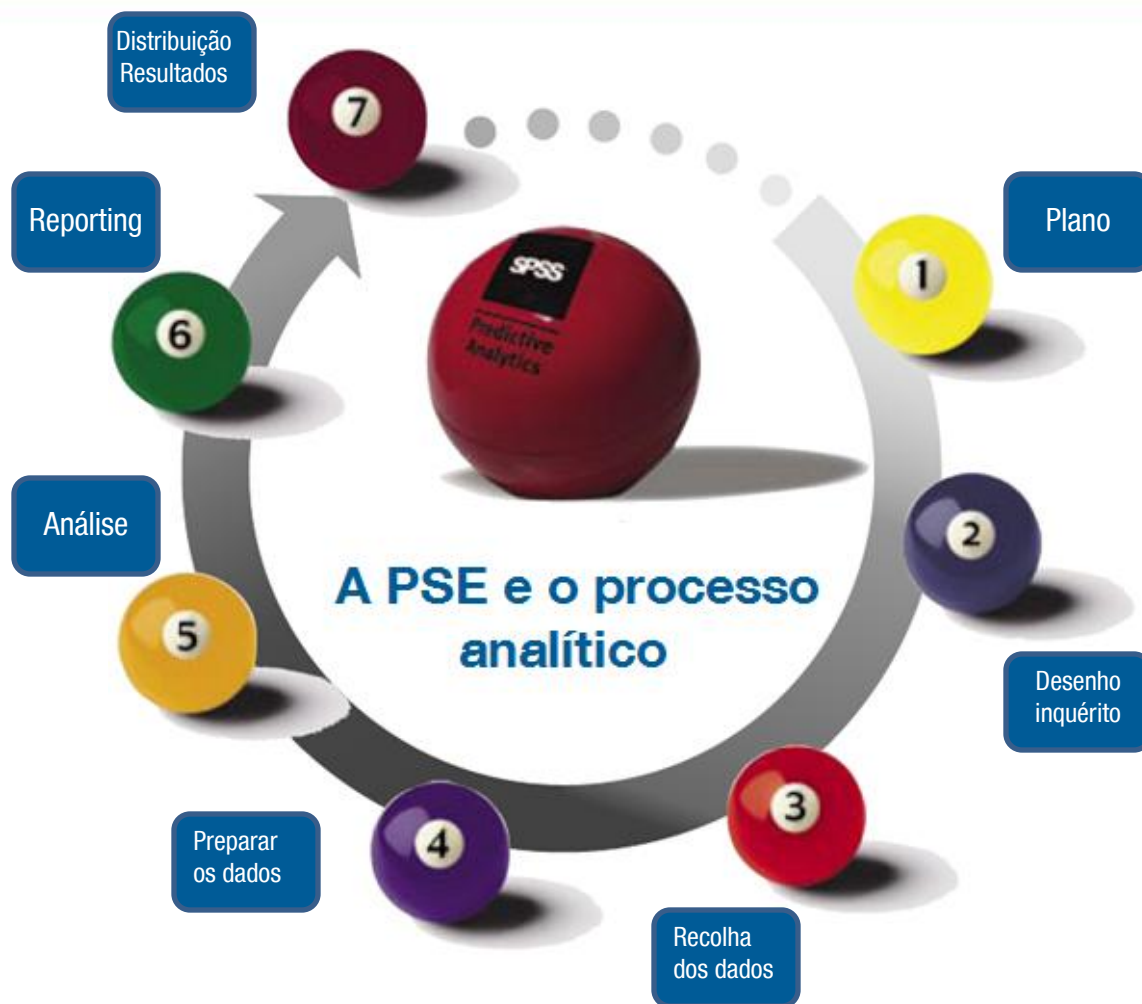 Distribuição
Resultados
7
Reporting
6
Plano
1
SPSS
Predictive
Analytics
Análise
5
2
A PSE e o processo
analítico
Desenho
inquérito
Preparar
os dados
4
3
Recolha
dos dados